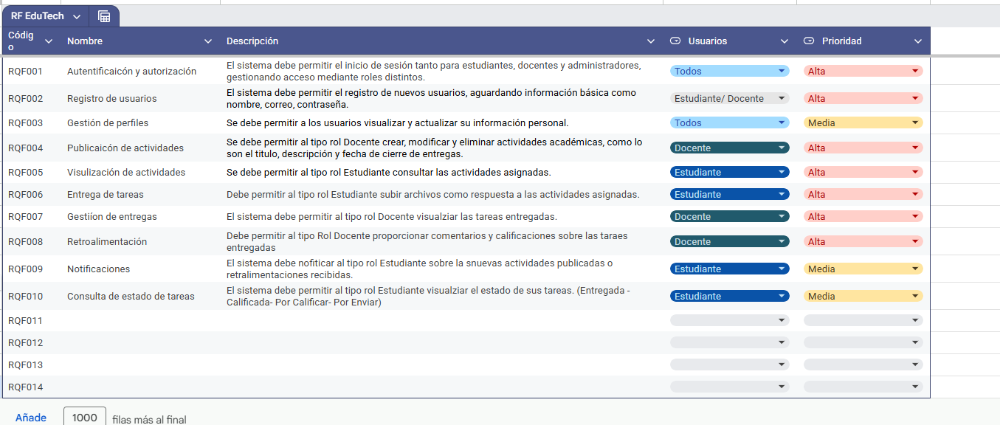 RF EduTech
Códig
o
Nombre
Descripción
Usuarios
Prioridad
RQF001
Autentificaicón y autorización
El sistema debe permitir el inicio de sesión tanto para estudiantes, docentes y administradores,
gestionando acceso mediante roles distintos.
Todos
Alta
RQF002
Registro de usuarios
El sistema debe permitir el registro de nuevos usuarios, aguardando información básica como
nombre, correo, contraseña.
Estudiante/ Docente
Alta
RQF003
Gestión de perfiles
Se debe permitir a los usuarios visualizar y actualizar su información personal.
Todos
Media
RQF004
Publicaicón de actividades
Se debe permitir al tipo rol Docente crear, modificar y eliminar actividades académicas, como lo
son el titulo, descripción y fecha de cierre de entregas.
Docente
Alta
RQF005
Visulización de actividades
Se debe permitir al tipo rol Estudiante consultar las actividades asignadas.
Estudiante
Alta
RQF006
Entrega de tareas
Debe permitir al tipo rol Estudiante subir archivos como respuesta a las actividades asignadas.
Estudiante
Alta
RQF007
Gestiíon de entregas
El sistema debe permitir al tipo rol Docente visualziar las tareas entregadas.
Docente
Alta
RQF008
Retroalimentación
Debe permitir al tipo Rol Docente proporcionar comentarios y calificaciones sobre las taraes
entregadas
Docente
Alta
RQF009
Notificaciones
El sistema debe nofiticar al tipo rol Estudiante sobre la snuevas actividades publicadas o
retralimentaciones recibidas.
Estudiante
Media
RQF010
Consulta de estado de tareas
El sistema debe permitir al tipo rol Estudiante visualziar el estado de sus tareas. (Entregada -
Calificada- Por Calificar- Por Enviar)
Estudiante
Media
RQF011
RQF012
RQF013
RQF014
Añade 1000 filas más al final